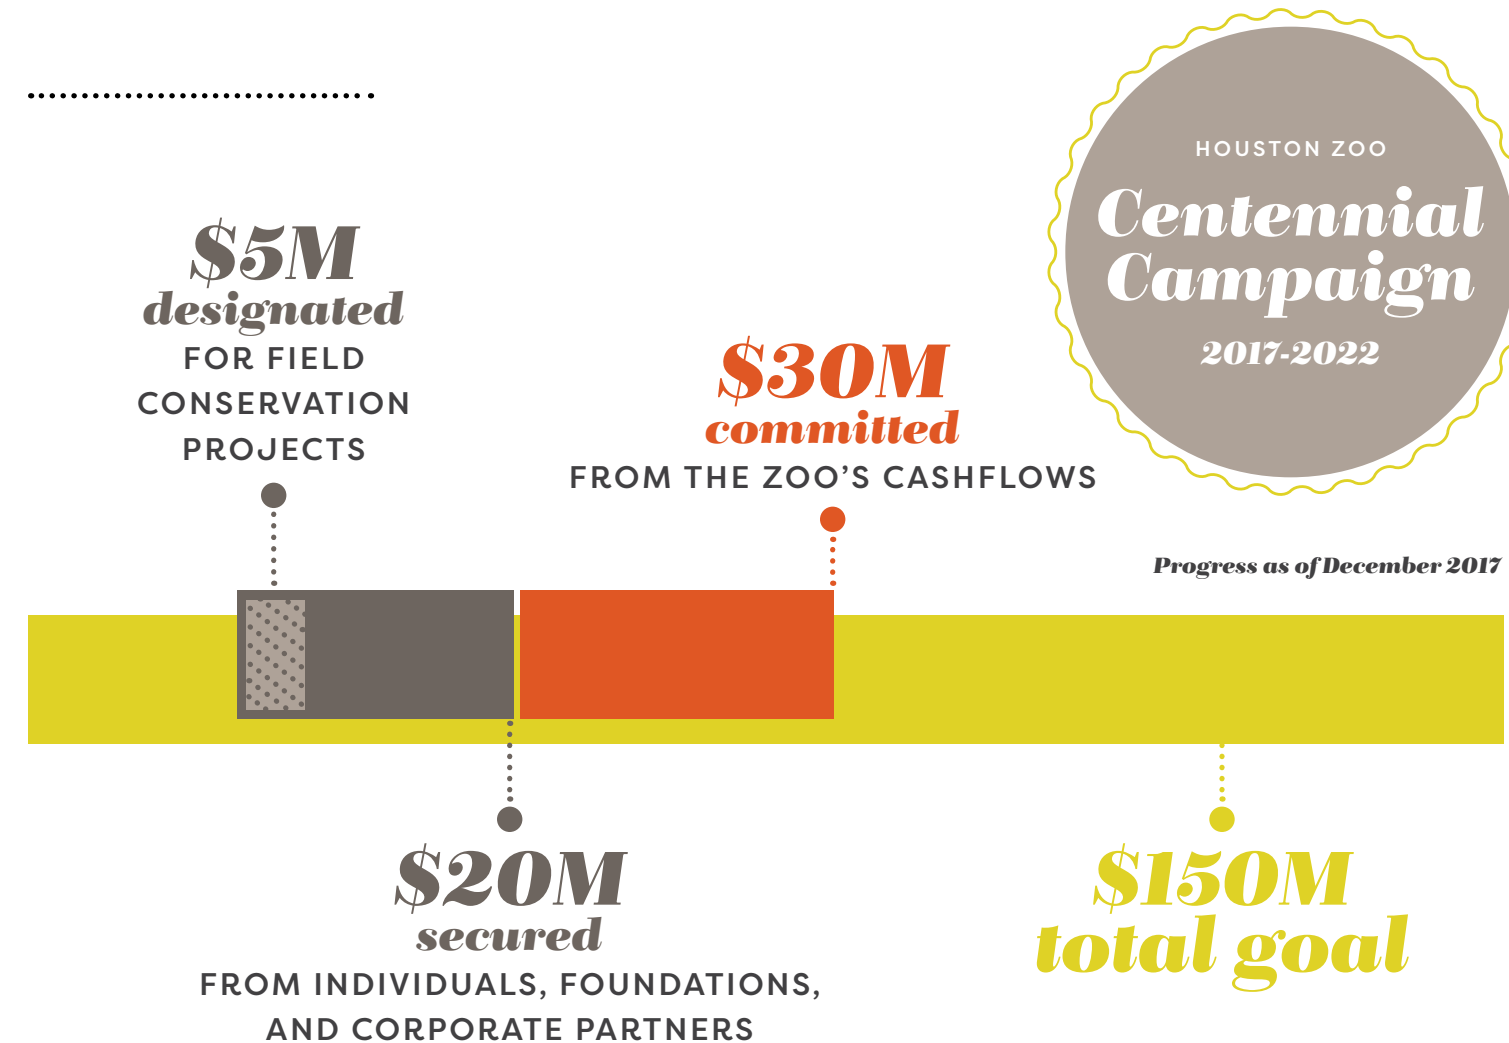 HOUSTON ZOO
Centennial
Campaign
2017-2022
$5M
designated
FOR FIELD
CONSERVATION
PROJECTS
$30M
committed
FROM THE ZOO’S CASHFLOWS
Progress as of December 2017
$20M
secured
FROM INDIVIDUALS, FOUNDATIONS,
AND CORPORATE PARTNERS
$150M
total goal